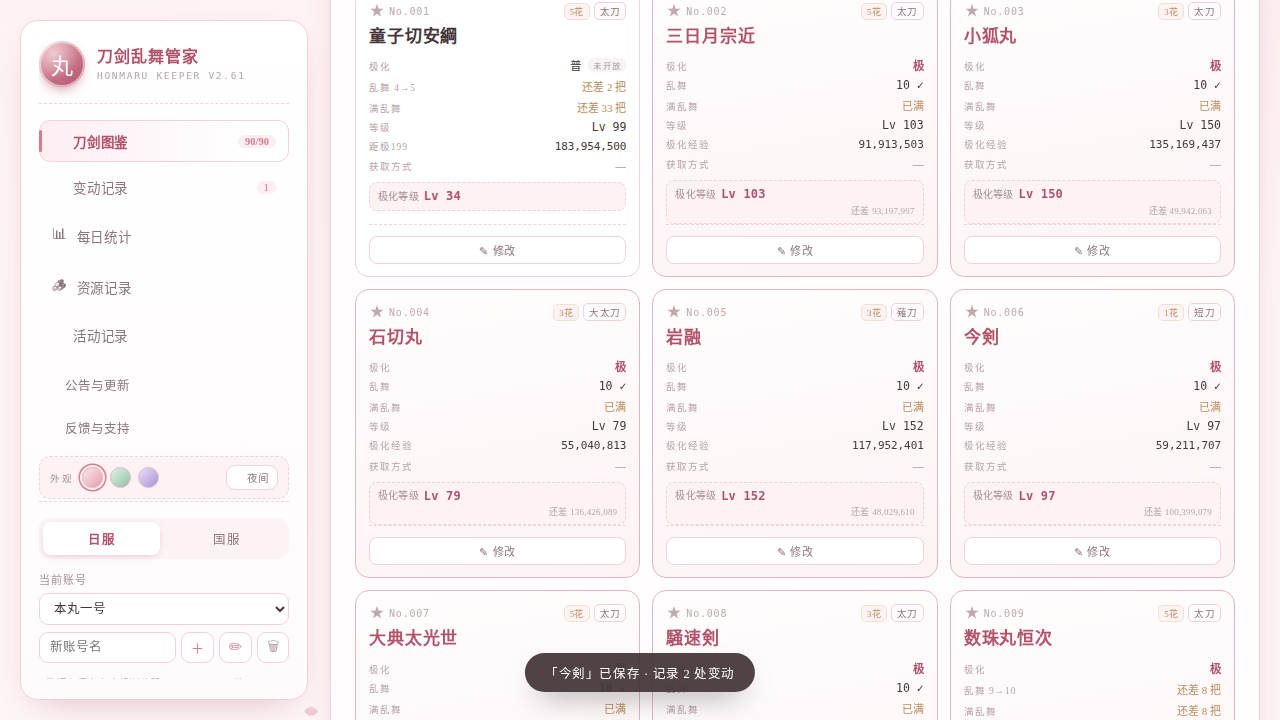 丸
刀剑乱舞管家
HONMARU KEEPER V2.61
刀剑图鉴 90/90
变动记录 1
每日统计
资源记录
活动记录
公告与更新
反馈与支持
外观 夜间
日服 国服
当前账号
本丸一号
新账号名
★ No.001 5花 太刀
童子切安綱
极化 普 未开放
乱舞 4→5 还差 2 把
满乱舞 还差 33 把
等级 Lv 99
距极199 183,954,500
获取方式 —
极化等级 Lv 34
✎ 修改
★ No.002 5花 太刀
三日月宗近
极化 极
乱舞 10 ✓
满乱舞 已满
等级 Lv 103
极化经验 91,913,503
获取方式 —
极化等级 Lv 103
还差 93,197,997
✎ 修改
★ No.003 3花 太刀
小狐丸
极化 极
乱舞 10 ✓
满乱舞 已满
等级 Lv 150
极化经验 135,169,437
获取方式 —
极化等级 Lv 150
还差 49,942,063
✎ 修改
★ No.004 3花 大太刀
石切丸
极化 极
乱舞 10 ✓
满乱舞 已满
等级 Lv 79
极化经验 55,040,813
获取方式 —
极化等级 Lv 79
还差 136,426,089
✎ 修改
★ No.005 3花 薙刀
岩融
极化 极
乱舞 10 ✓
满乱舞 已满
等级 Lv 152
极化经验 117,952,401
获取方式 —
极化等级 Lv 152
还差 48,029,610
✎ 修改
★ No.006 1花 短刀
今剣
极化 极
乱舞 10 ✓
满乱舞 已满
等级 Lv 97
极化经验 59,211,707
获取方式 —
极化等级 Lv 97
还差 100,399,079
✎ 修改
★ No.007 5花 太刀
大典太光世
极化
乱舞
满乱舞 已满
★ No.008 3花 太刀
騒速剣
极
10 ✓
满乱舞 已满
★ No.009 5花 太刀
数珠丸恒次
极化 极
乱舞 9→10 还差 8 把
满乱舞 还差 8 把
「今剣」已保存 · 记录 2 处变动